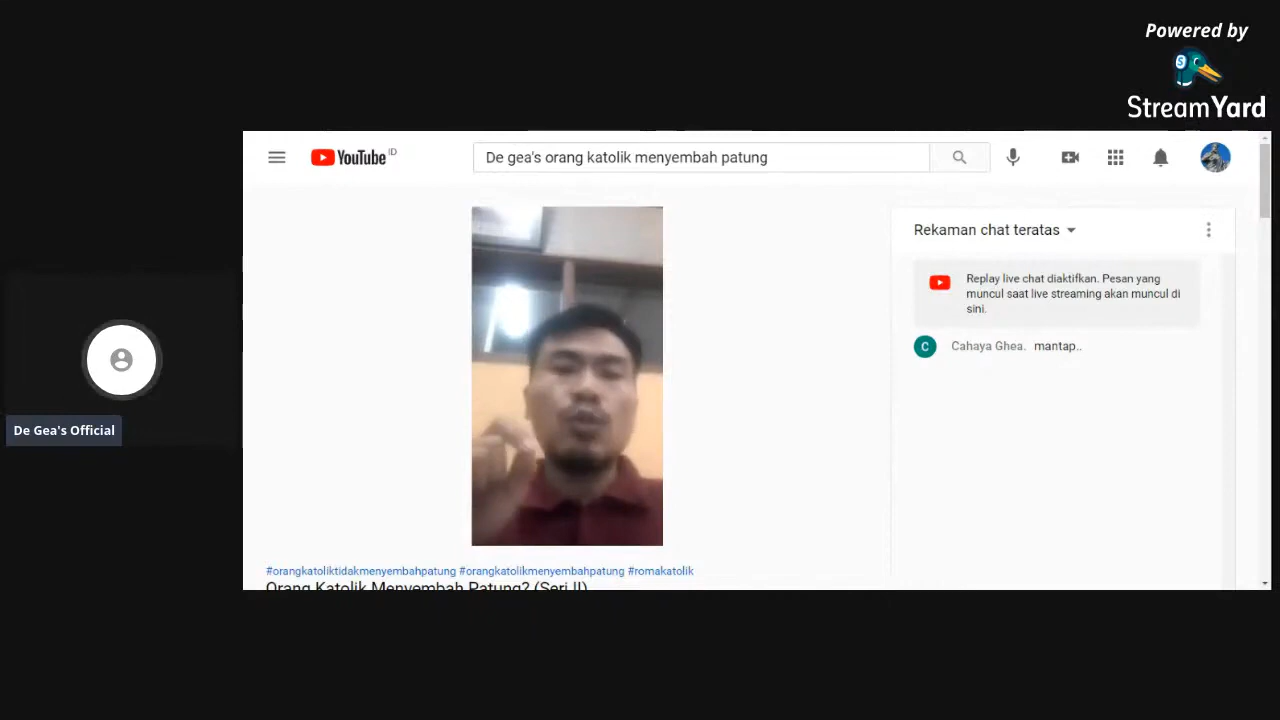 Powered by
StreamYard
YouTube ID
De gea's orang katolik menyembah patung
Rekaman chat teratas
Replay live chat diaktifkan. Pesan yang
muncul saat live streaming akan muncul di
sini.
C Cahaya Ghea. mantap..
De Gea's Official
#orangkatoliktidakmenyembahpatung #orangkatolikmenyembahpatung #romakatolik
Orang Katolik Menyembah Patung? (Seri II)